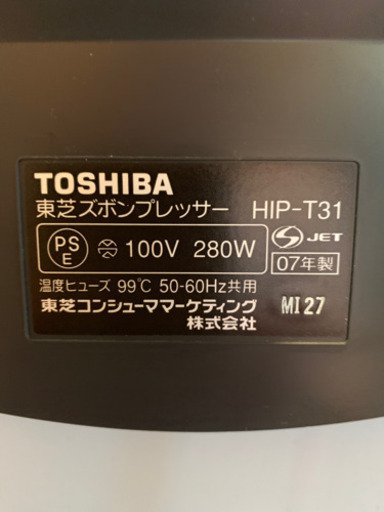 TOSHIBA
東芝ズボンプレッサー HIP-T31
PS E 100V 280W S JET
07年製
温度ヒューズ 99℃ 50-60Hz共用
東芝コンシューママーケティング
株式会社
MI 27